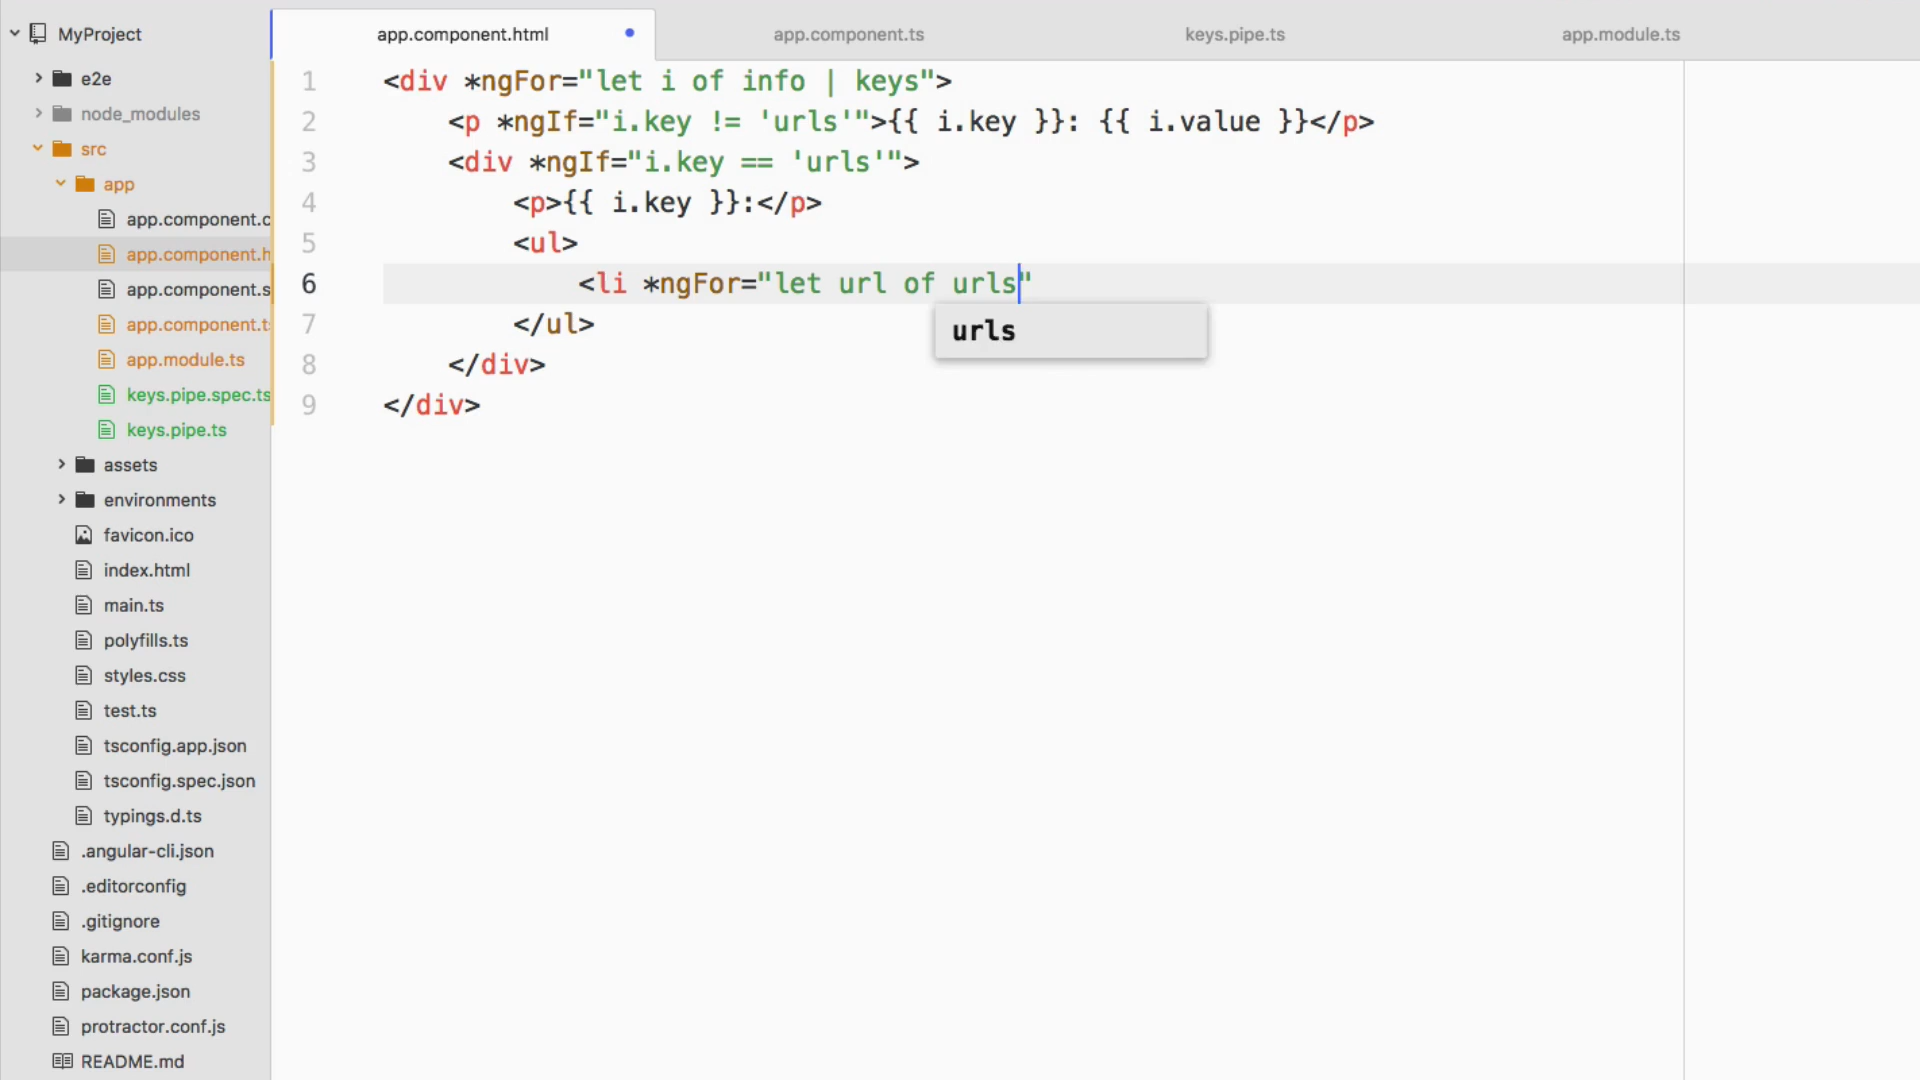 MyProject
e2e
node_modules
src
app
app.component.c
app.component.h
app.component.s
app.component.t
app.module.ts
keys.pipe.spec.ts
keys.pipe.ts
assets
environments
favicon.ico
index.html
main.ts
polyfills.ts
styles.css
test.ts
tsconfig.app.json
tsconfig.spec.json
typings.d.ts
.angular-cli.json
.editorconfig
.gitignore
karma.conf.js
package.json
protractor.conf.js
README.md
app.component.html app.component.ts keys.pipe.ts app.module.ts
1 <div *ngFor="let i of info | keys">
2 <p *ngIf="i.key != 'urls'">{{ i.key }}: {{ i.value }}</p>
3 <div *ngIf="i.key == 'urls'">
4 <p>{{ i.key }}:</p>
5 <ul>
6 <li *ngFor="let url of urls"
urls
7 </ul>
8 </div>
9 </div>